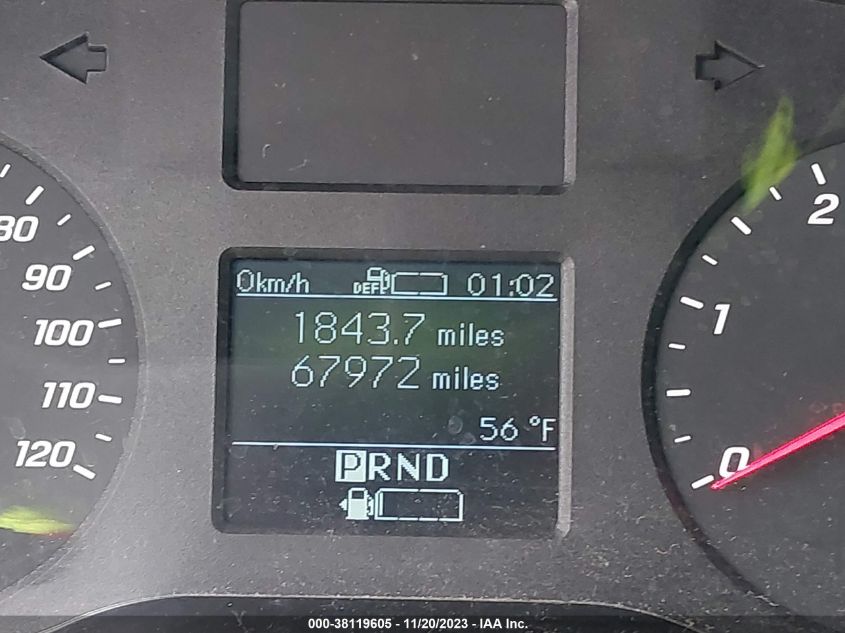 0km/h DEF 01:02
1843.7 miles
67972 miles
56 °F
PRND
80
90
100
110
120
2
1
0
000-38119605 - 11/20/2023 - IAA Inc.